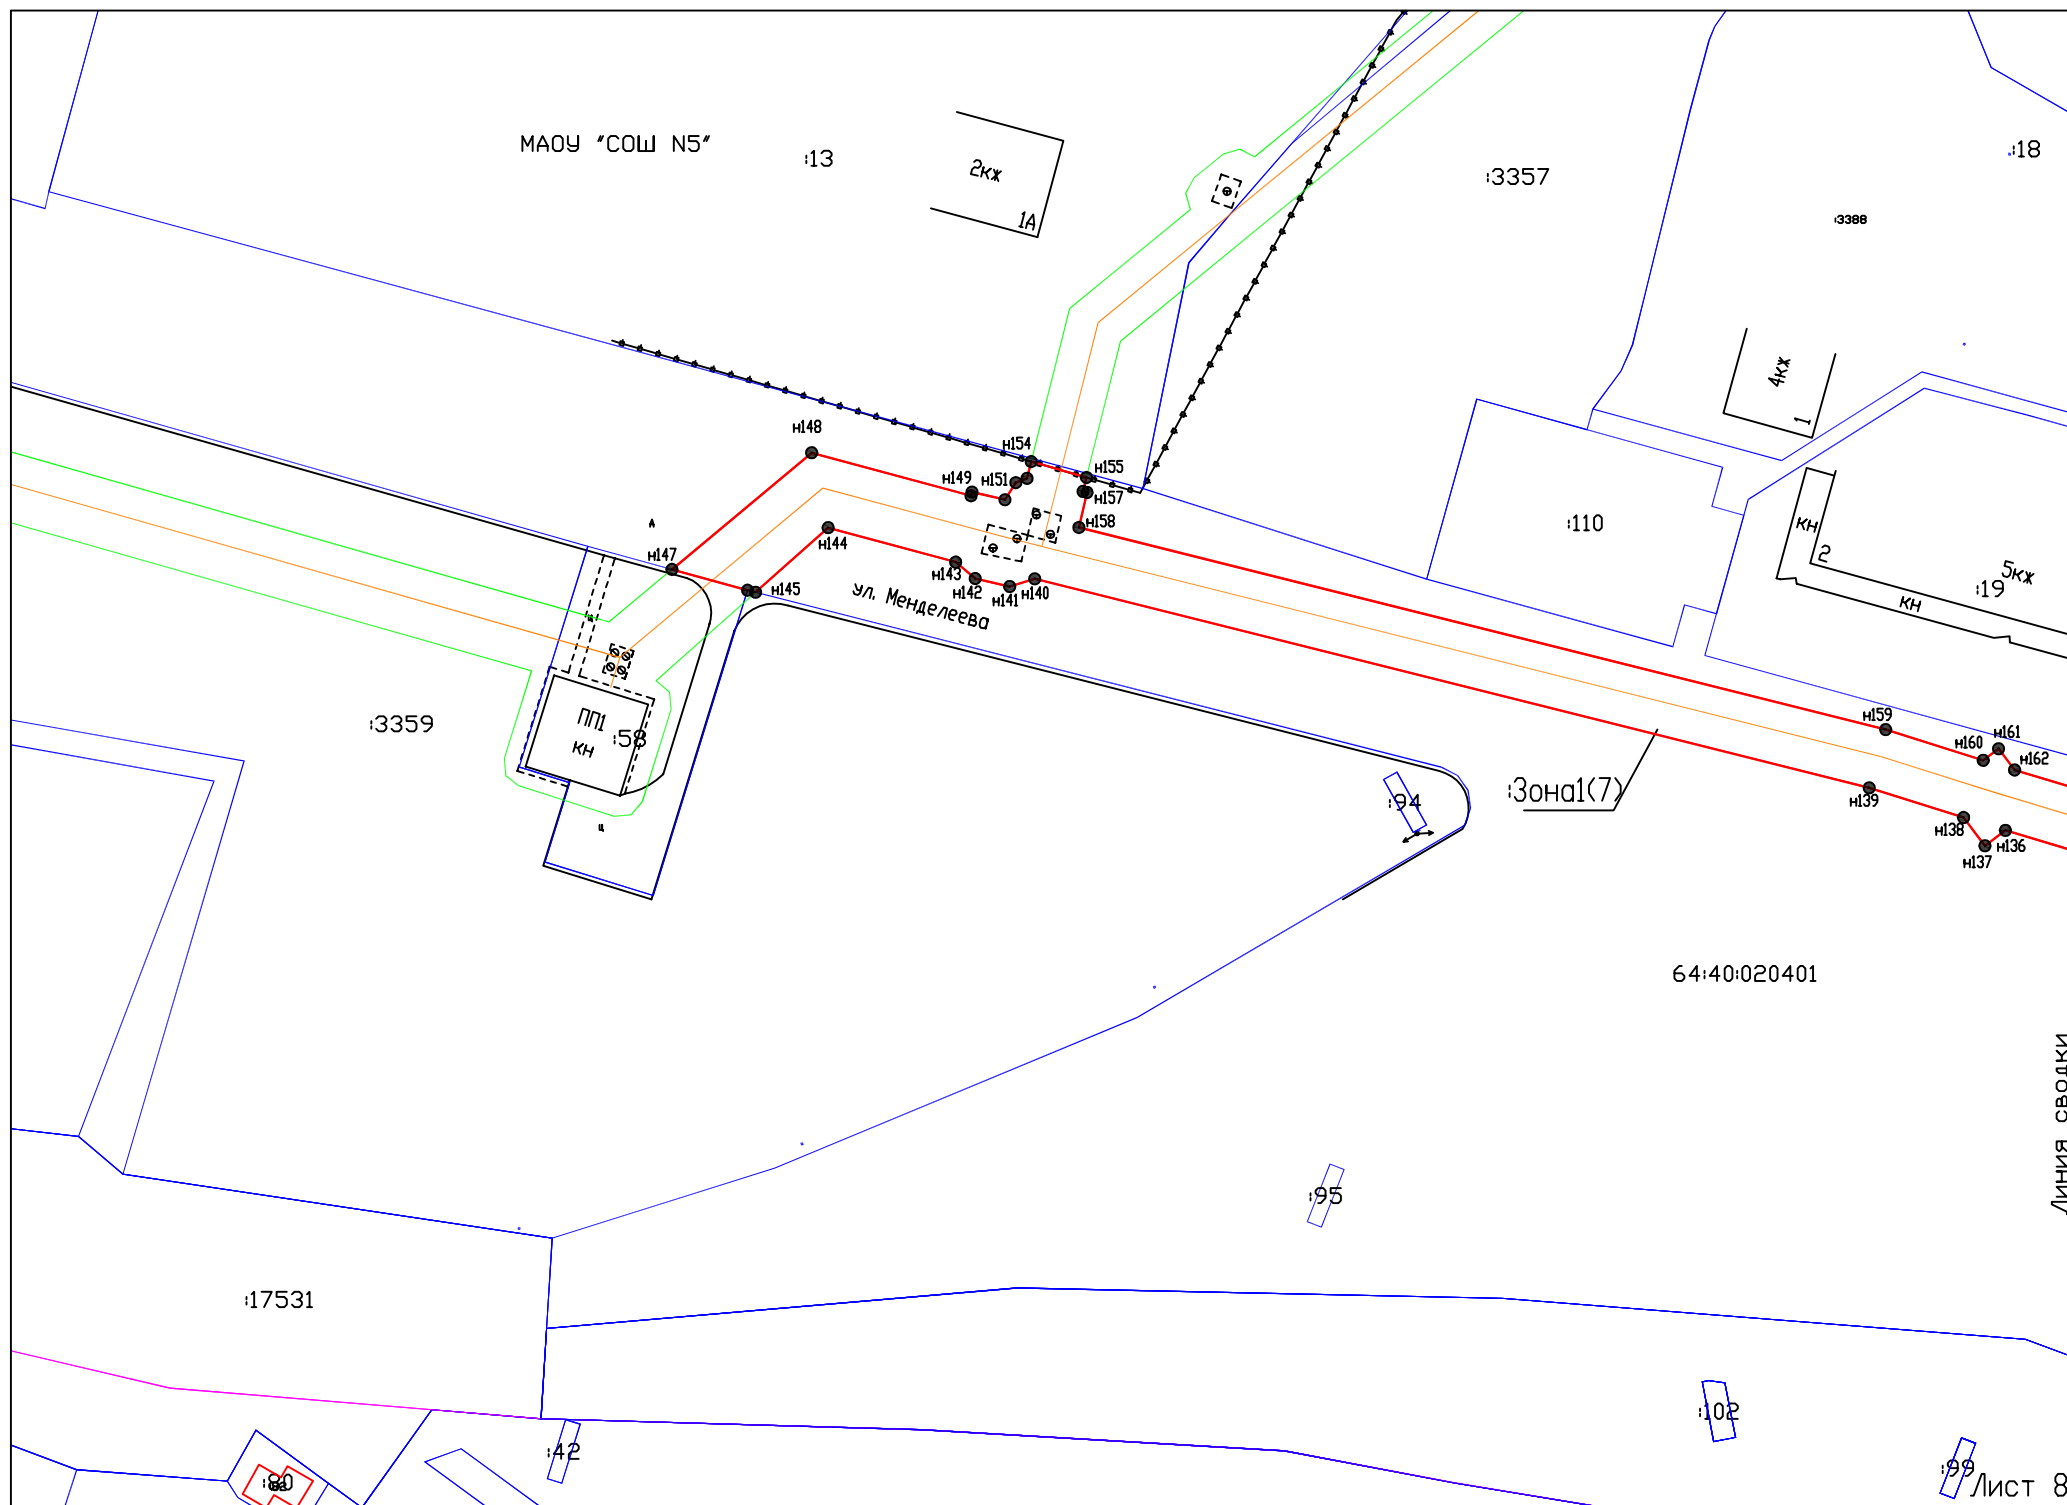 МАОУ "СОШ N5"
:13
2кж
1А
:3357
:18
:3388
4кж
1
н148
н154
н155
н149
н151
н157
н158
н147
н144
н145
н143
н142
н141
н140
ул. Менделеева
:110
КН
2
5кж
:19
КН
:3359
ПП1
КН
:58
н159
н160
н161
н162
:Зона1(7)
:94
н139
н138
н136
н137
64:40:020401
Линия сводки
:95
:17531
:102
:42
:80
:99
Лист 8